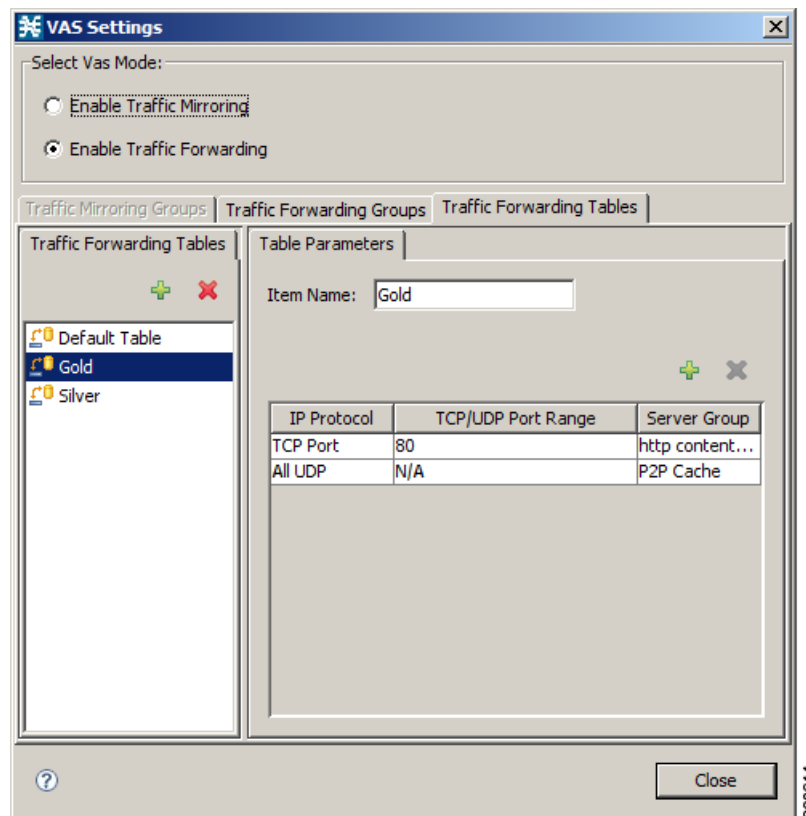 VAS Settings
Select Vas Mode:
Enable Traffic Mirroring
Enable Traffic Forwarding
Traffic Mirroring Groups Traffic Forwarding Groups Traffic Forwarding Tables
Traffic Forwarding Tables
Table Parameters
Item Name: Gold
Default Table
Gold
Silver
IP Protocol TCP/UDP Port Range Server Group
TCP Port 80 http content...
All UDP N/A P2P Cache
Close